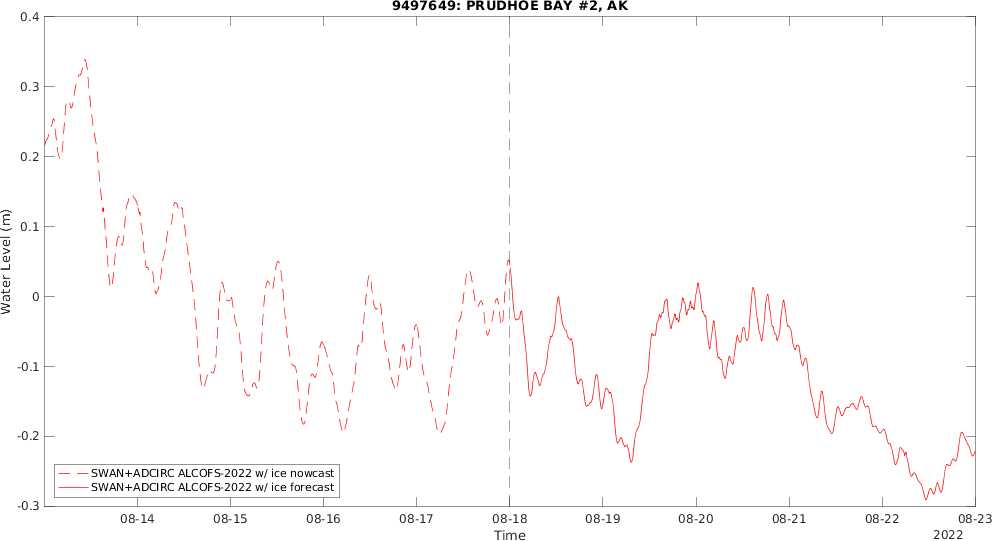 9497649: PRUDHOE BAY #2, AK
0.4
0.3
0.2
0.1
0
-0.1
-0.2
-0.3
Water Level (m)
SWAN+ADCIRC ALCOFS-2022 w/ ice nowcast
SWAN+ADCIRC ALCOFS-2022 w/ ice forecast
08-14 08-15 08-16 08-17 08-18 08-19 08-20 08-21 08-22 08-23
Time
2022